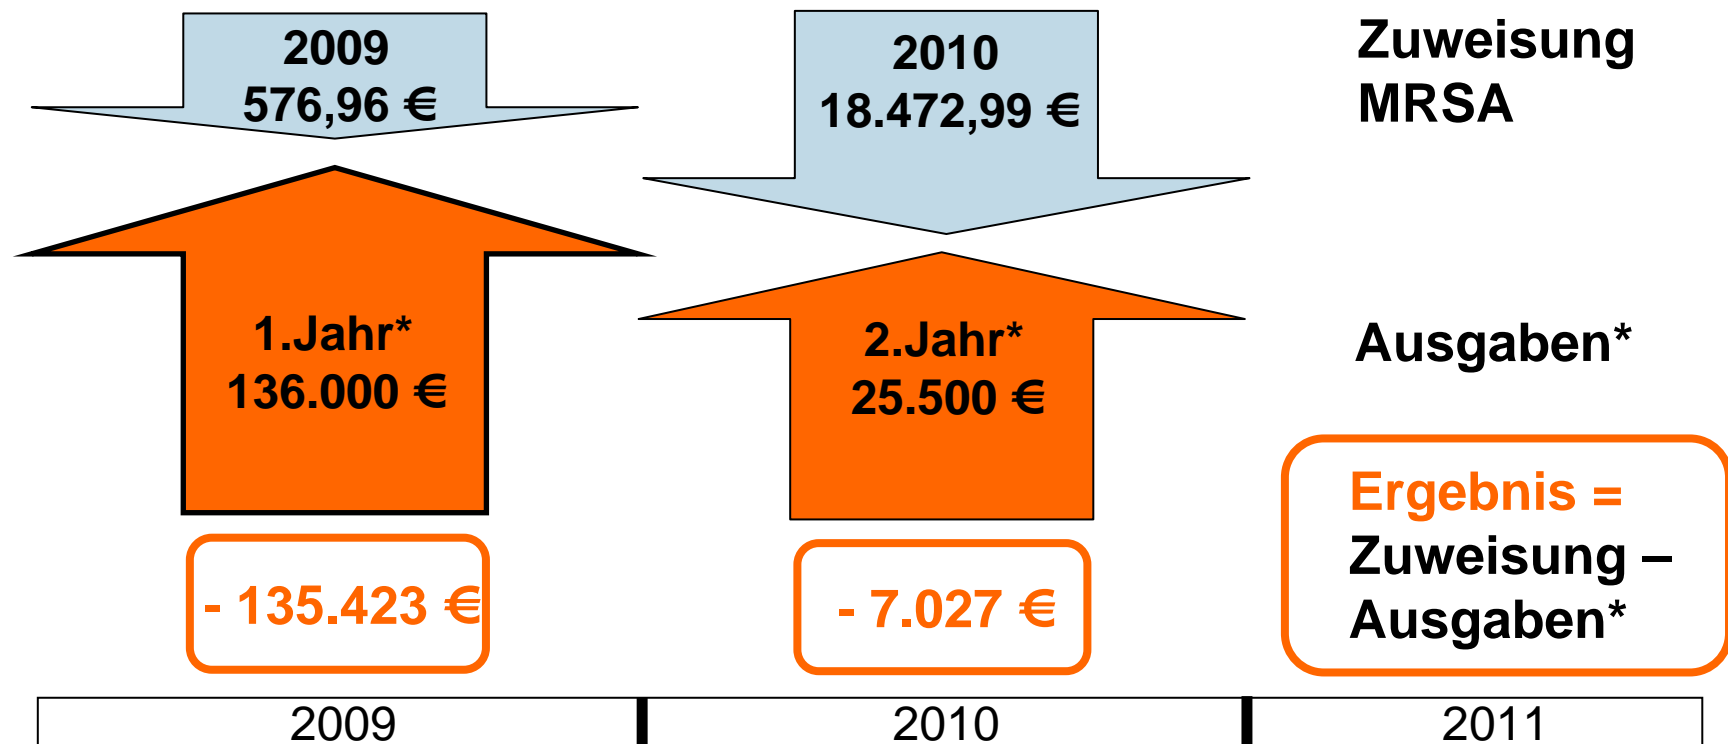 2009
576,96 €
2010
18.472,99 €
Zuweisung
MRSA
1.Jahr*
136.000 €
2.Jahr*
25.500 €
Ausgaben*
- 135.423 €
- 7.027 €
Ergebnis =
Zuweisung –
Ausgaben*
2009
2010
2011